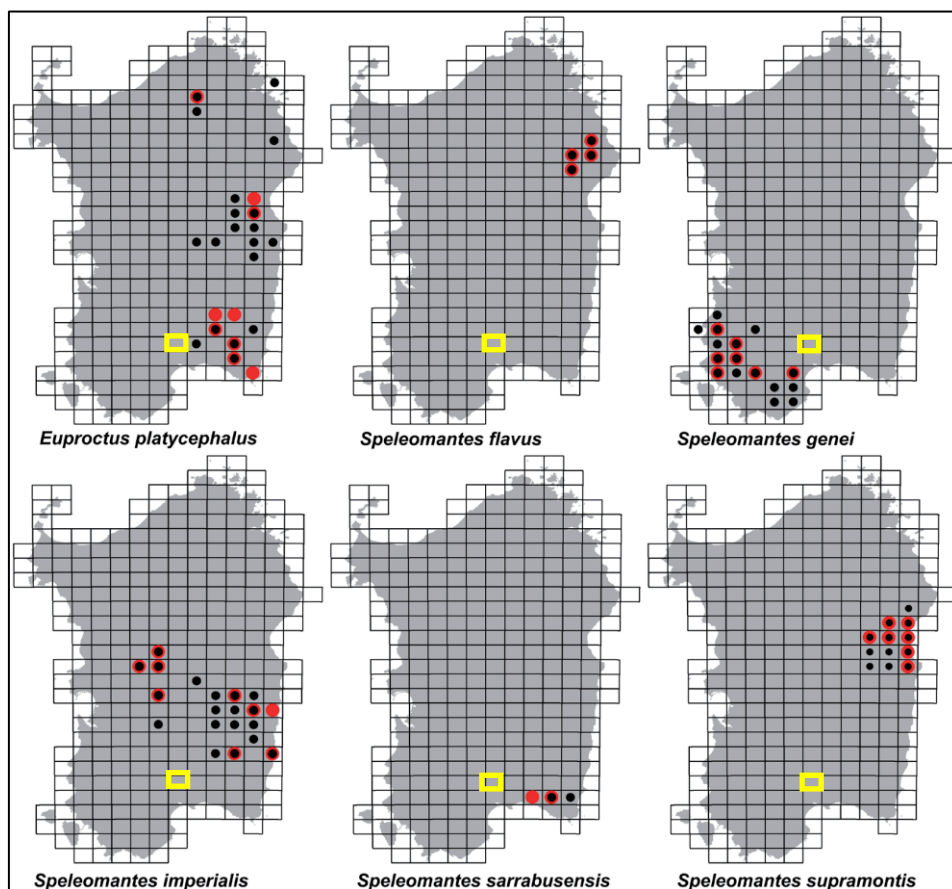 Euproctus platycephalus
Speleomantes flavus
Speleomantes genei
Speleomantes imperialis
Speleomantes sarrabusensis
Speleomantes supramontis